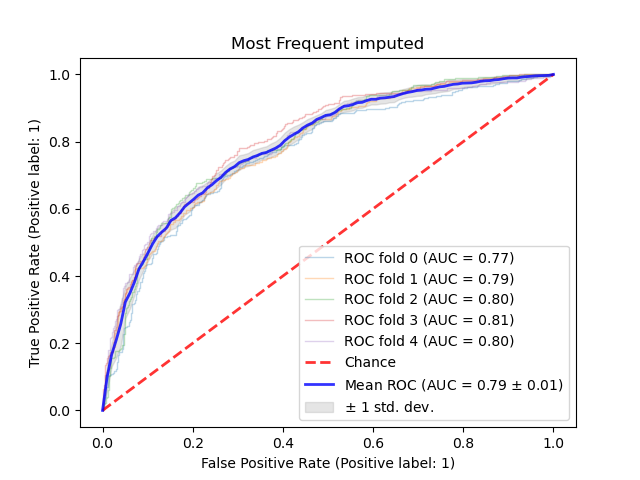 Most Frequent imputed
1.0
0.8
0.6
0.4
0.2
0.0
True Positive Rate (Positive label: 1)
ROC fold 0 (AUC = 0.77)
ROC fold 1 (AUC = 0.79)
ROC fold 2 (AUC = 0.80)
ROC fold 3 (AUC = 0.81)
ROC fold 4 (AUC = 0.80)
Chance
Mean ROC (AUC = 0.79 ± 0.01)
± 1 std. dev.
0.0 0.2 0.4 0.6 0.8 1.0
False Positive Rate (Positive label: 1)